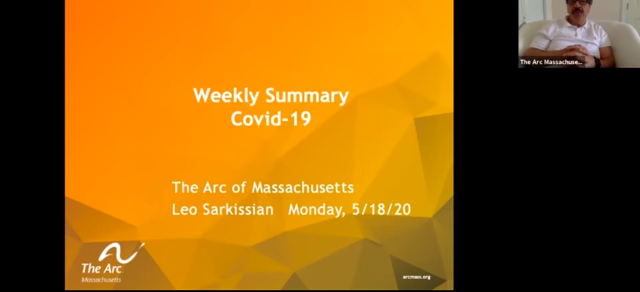 Weekly Summary
Covid-19
The Arc of Massachusetts
Leo Sarkissian Monday, 5/18/20
The Arc
Massachusetts
arcmass.org
The Arc Massachuse...